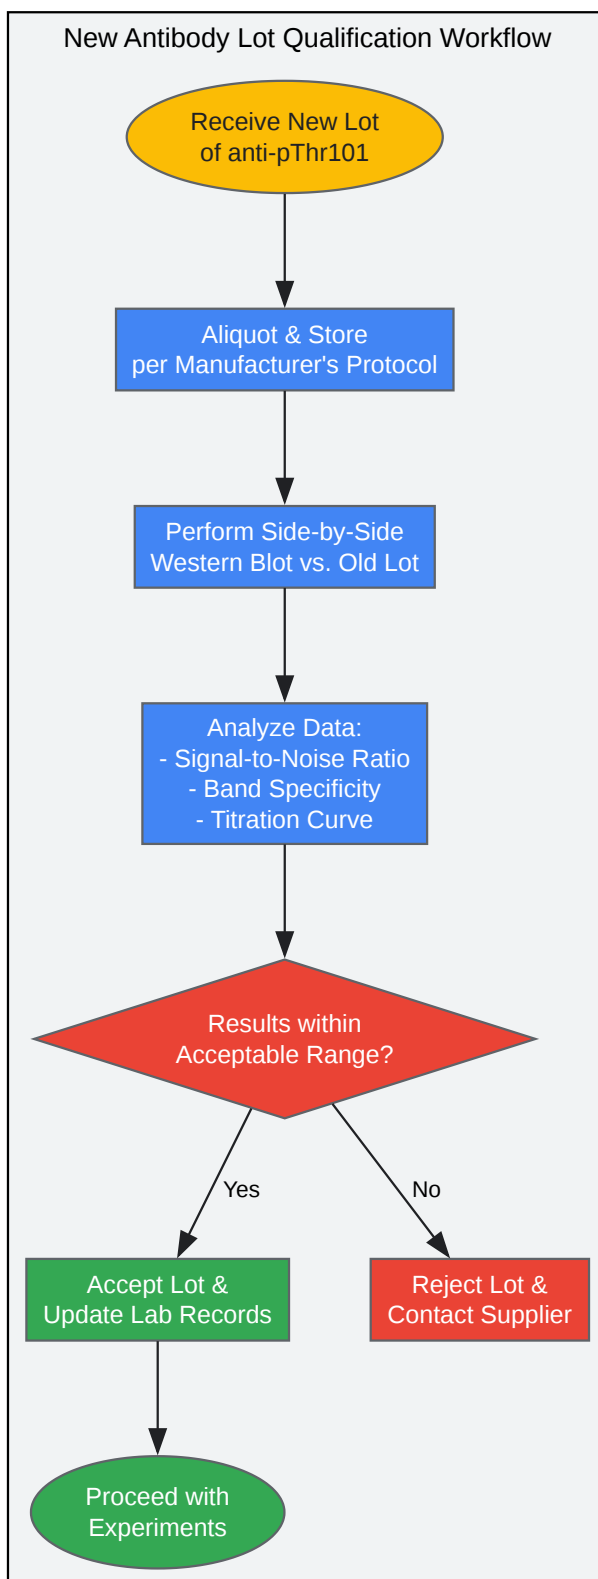 New Antibody Lot Qualification Workflow
Receive New Lot
of anti-pThr101
Aliquot & Store
per Manufacturer's Protocol
Perform Side-by-Side
Western Blot vs. Old Lot
Analyze Data:
- Signal-to-Noise Ratio
- Band Specificity
- Titration Curve
Results within
Acceptable Range?
Yes
No
Accept Lot &
Update Lab Records
Reject Lot &
Contact Supplier
Proceed with
Experiments